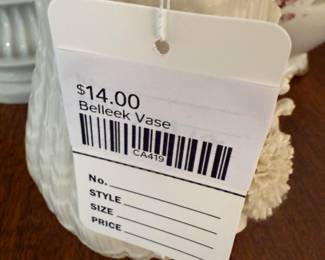 $14.00
Belleek Vase
CA419
No.
STYLE
SIZE
PRICE